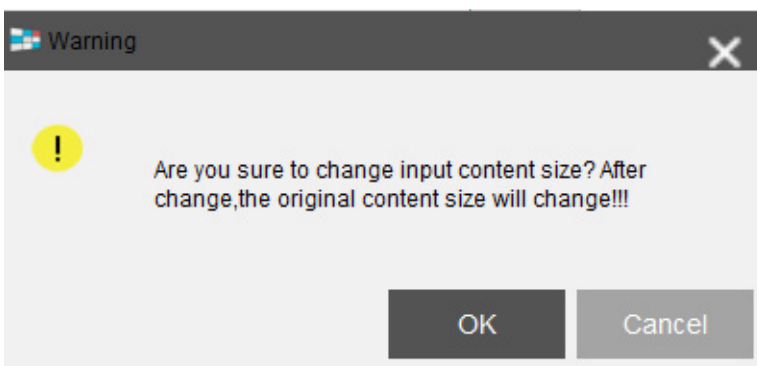 Warning
Are you sure to change input content size? After
change,the original content size will change!!!
OK
Cancel